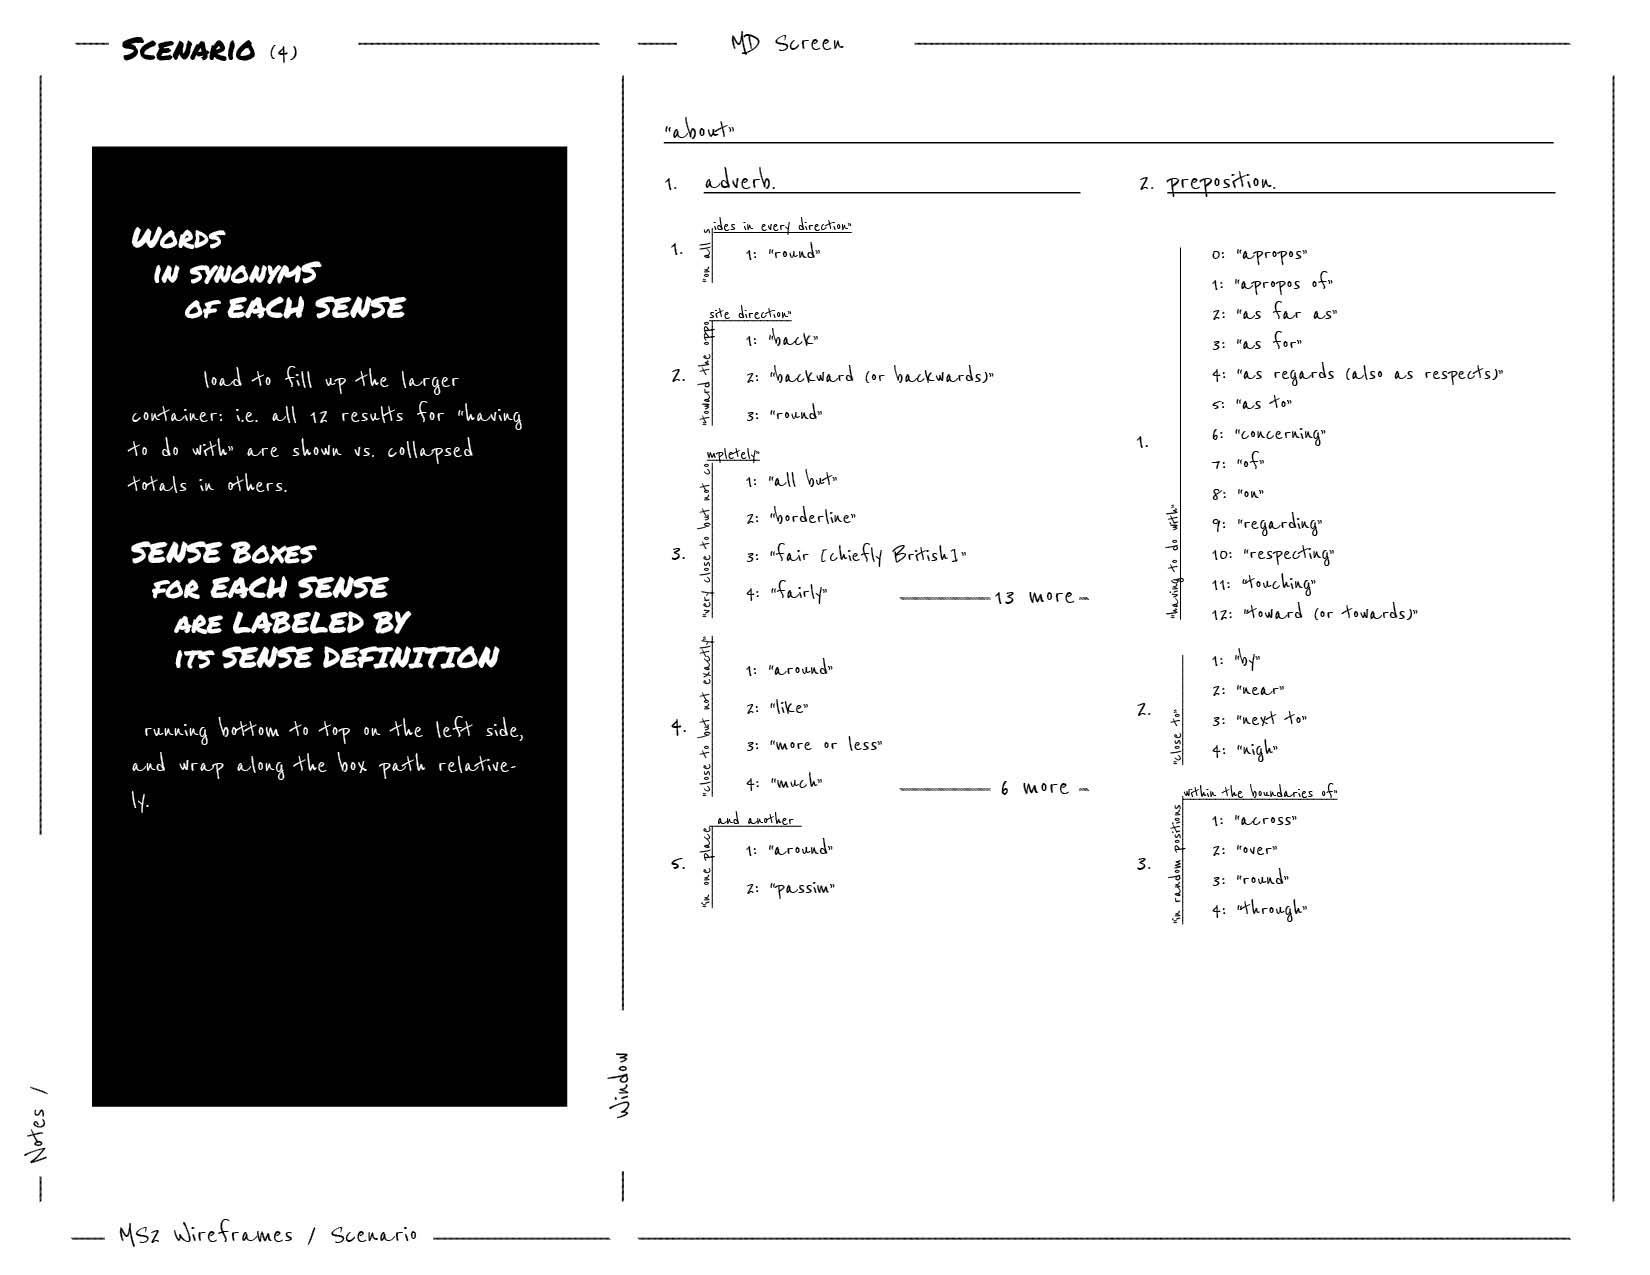 SCENARIO (4)
MD Screen
WORDS
IN SYNONYMS
OF EACH SENSE
load to fill up the larger
container: i.e. all 12 results for "having
to do with" are shown vs. collapsed
totals in others.
SENSE BOXES
FOR EACH SENSE
ARE LABELED BY
ITS SENSE DEFINITION
running bottom to top on the left side,
and wrap along the box path relative-
ly.
Notes /
Window
"about"
1. adverb.
1. "on all sides in every direction"
1: "round"
2. "toward the opposite direction"
1: "back"
2: "backward (or backwards)"
3: "round"
3. "very close to but not completely"
1: "all but"
2: "borderline"
3: "fair [chiefly British]"
4: "fairly"
13 more
4. "close to but not exactly"
1: "around"
2: "like"
3: "more or less"
4: "much"
6 more
5. "in one place and another
1: "around"
2: "passim"
2. preposition.
1. "having to do with"
0: "apropos"
1: "apropos of"
2: "as far as"
3: "as for"
4: "as regards (also as respects)"
5: "as to"
6: "concerning"
7: "of"
8: "on"
9: "regarding"
10: "respecting"
11: "touching"
12: "toward (or towards)"
2. "close to"
1: "by"
2: "near"
3: "next to"
4: "nigh"
3. "in random positions within the boundaries of"
1: "across"
2: "over"
3: "round"
4: "through"
MS2 Wireframes / Scenario